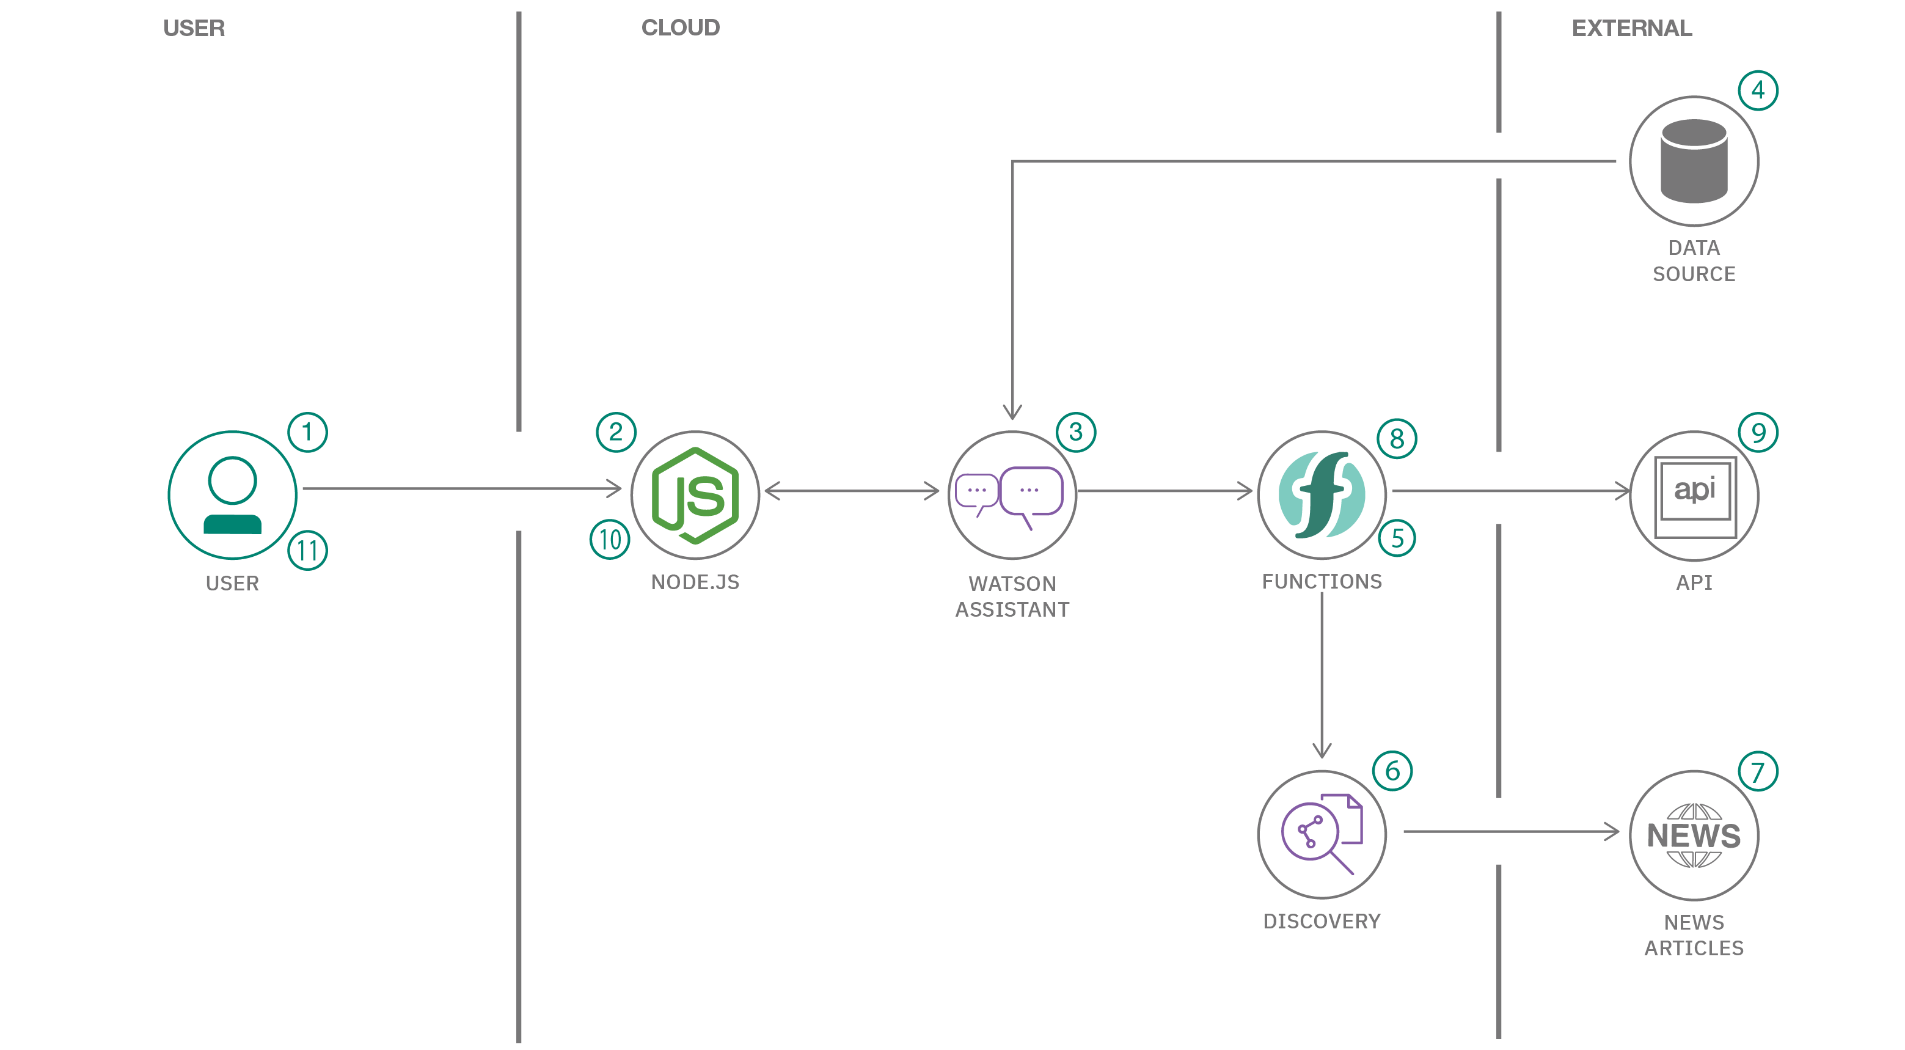 USER
CLOUD
EXTERNAL
4
DATA
SOURCE
1
11
USER
2
10
JS
NODE.JS
3
WATSON
ASSISTANT
8
5
f
FUNCTIONS
9
api
API
6
DISCOVERY
7
NEWS
NEWS
ARTICLES